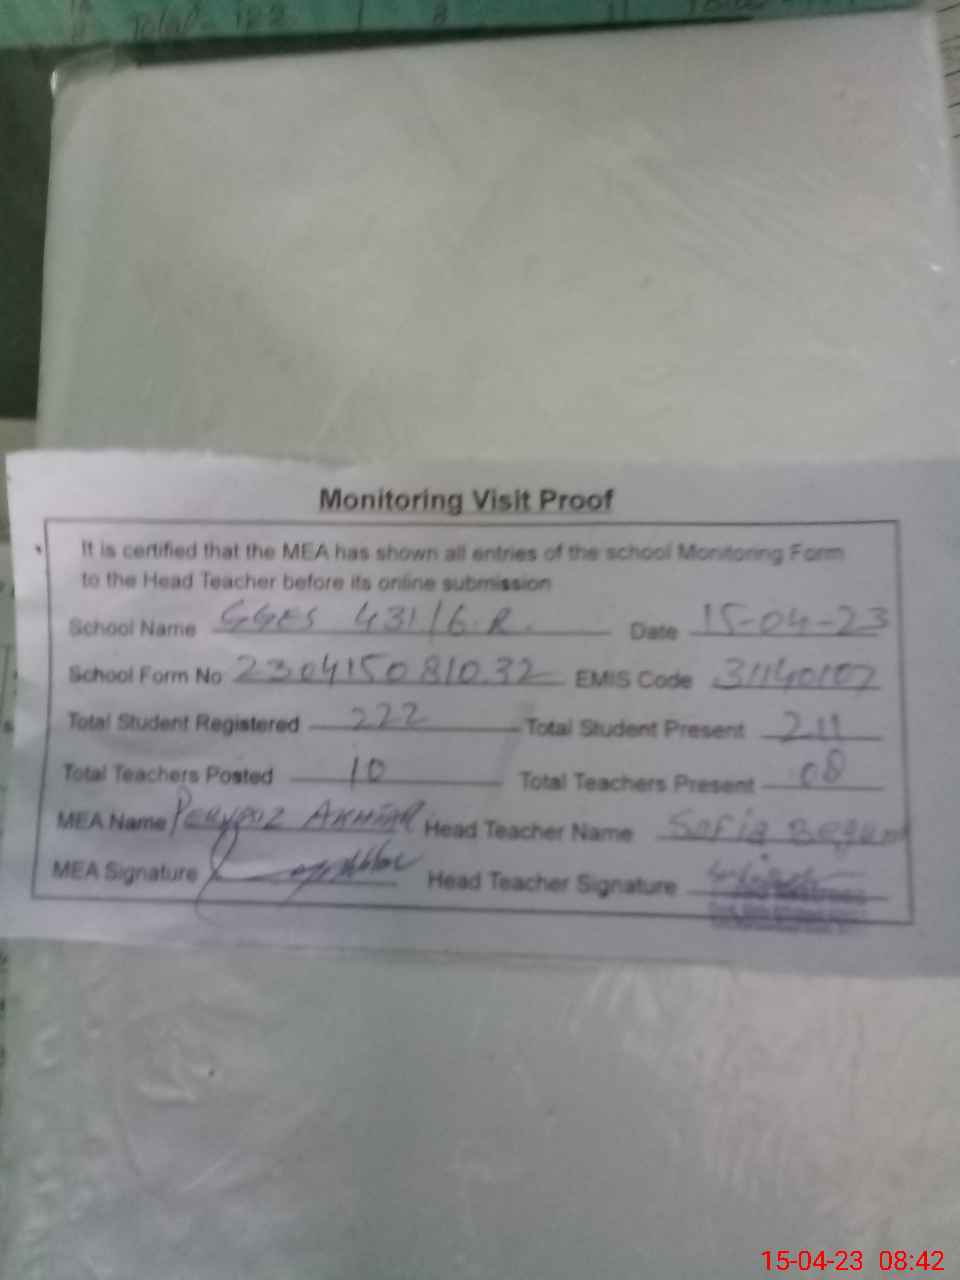 Monitoring Visit Proof
It is certified that the MEA has shown all entries of the school Monitoring Form
to the Head Teacher before its online submission
School Name GGES 431/6.R. Date 15-04-23
School Form No 230415081032 EMIS Code 31140107
Total Student Registered 222 Total Student Present 211
Total Teachers Posted 10 Total Teachers Present 08
MEA Name Akhtar Head Teacher Name Sofia Begum
MEA Signature Head Teacher Signature
15-04-23 08:42